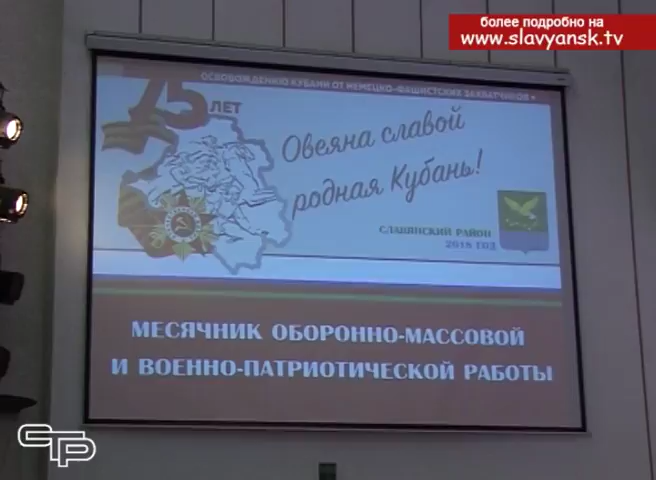 более подробно на
www.slavyansk.tv
ОСВОБОЖДЕНИЮ КУБАНИ ОТ НЕМЕЦКО-ФАШИСТСКИХ ЗАХВАТЧИКОВ
75 ЛЕТ
Овеяна славой
родная Кубань!
СЛАВЯНСКИЙ РАЙОН
2018 ГОД
МЕСЯЧНИК ОБОРОННО-МАССОВОЙ
И ВОЕННО-ПАТРИОТИЧЕСКОЙ РАБОТЫ
СТР